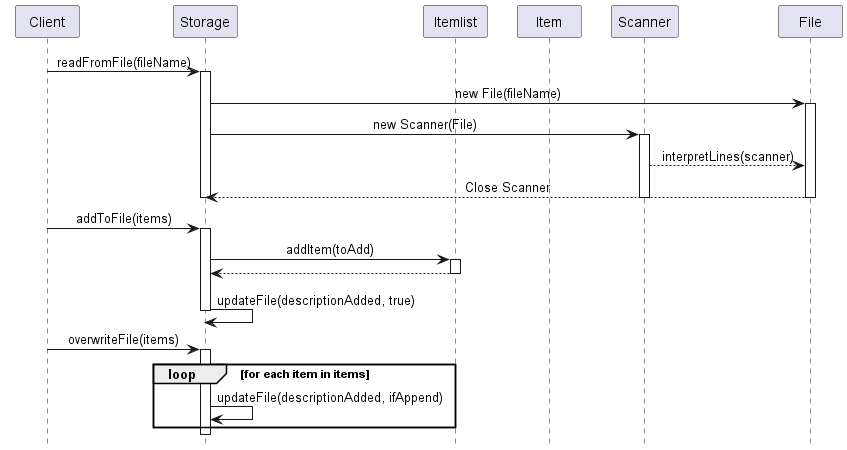 Client Storage Itemlist Item Scanner File
readFromFile(fileName)
new File(fileName)
new Scanner(File)
interpretLines(scanner)
Close Scanner
addToFile(items)
addItem(toAdd)
updateFile(descriptionAdded, true)
overwriteFile(items)
loop [for each item in items]
updateFile(descriptionAdded, ifAppend)